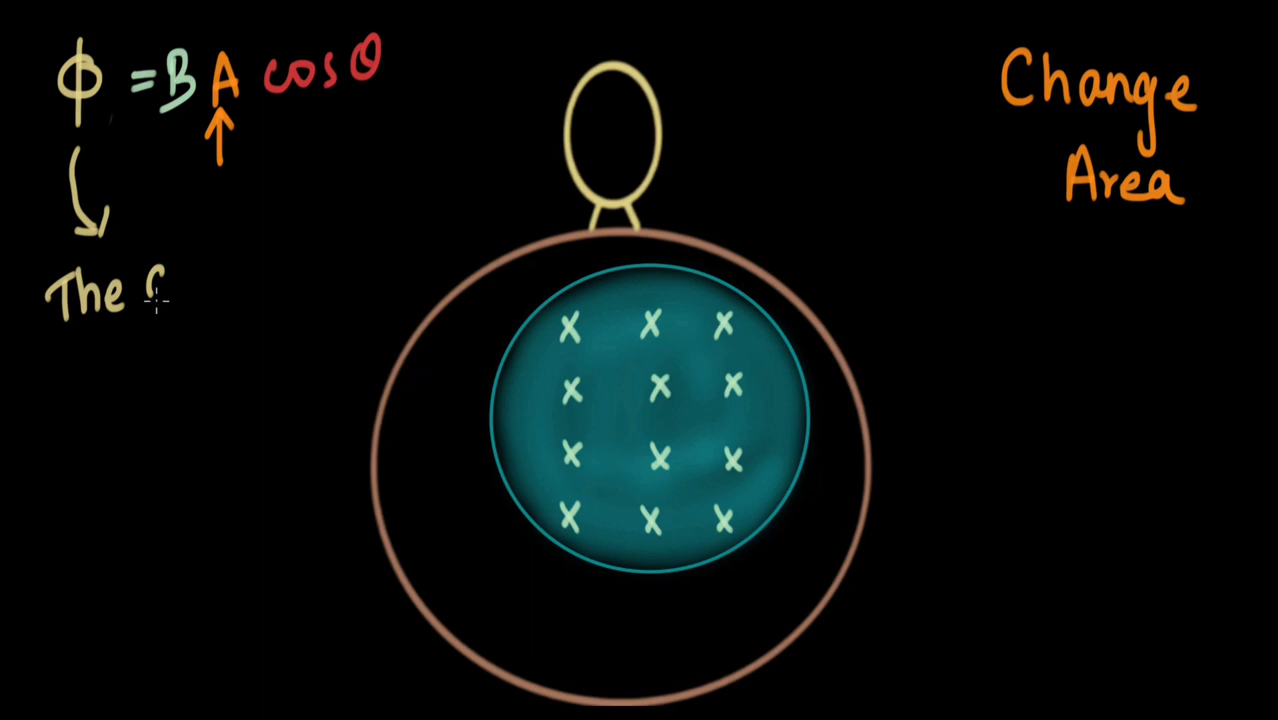 Φ = B A cos θ
Change
Area
The
x x x
x x x
x x x
x x x